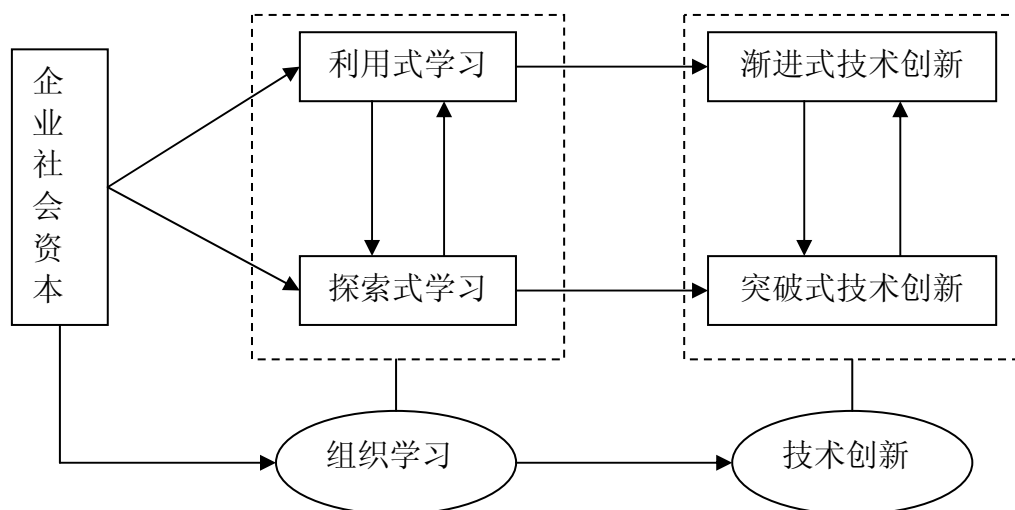 企业社会资本
利用式学习
渐进式技术创新
探索式学习
突破式技术创新
组织学习
技术创新